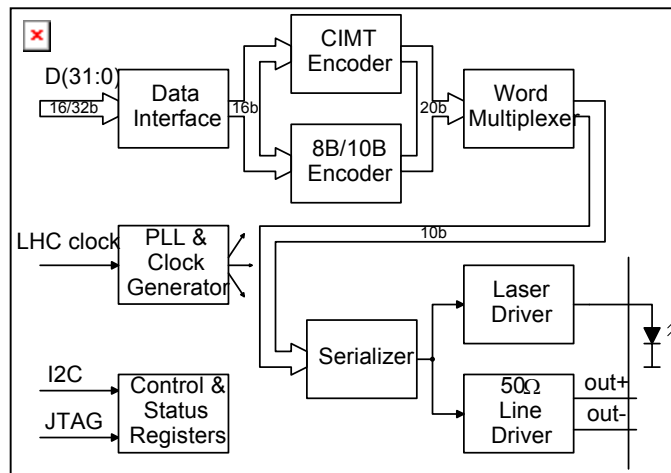 D(31:0)
16/32b
Data
Interface
16b
CIMT
Encoder
8B/10B
Encoder
20b
Word
Multiplexer
10b
LHC clock
PLL &
Clock
Generator
Serializer
Laser
Driver
50Ω
Line
Driver
out+
out-
I2C
JTAG
Control &
Status
Registers